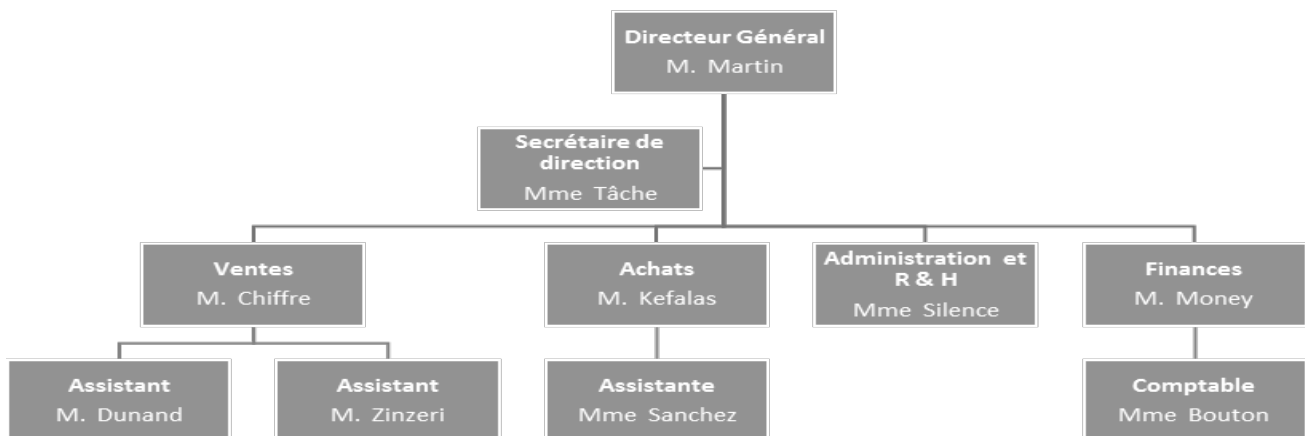 Directeur Général
M. Martin
Secrétaire de
direction
Mme Tâche
Ventes
M. Chiffre
Achats
M. Kefalas
Administration et
R & H
Mme Silence
Finances
M. Money
Assistant
M. Dunand
Assistant
M. Zinzeri
Assistante
Mme Sanchez
Comptable
Mme Bouton